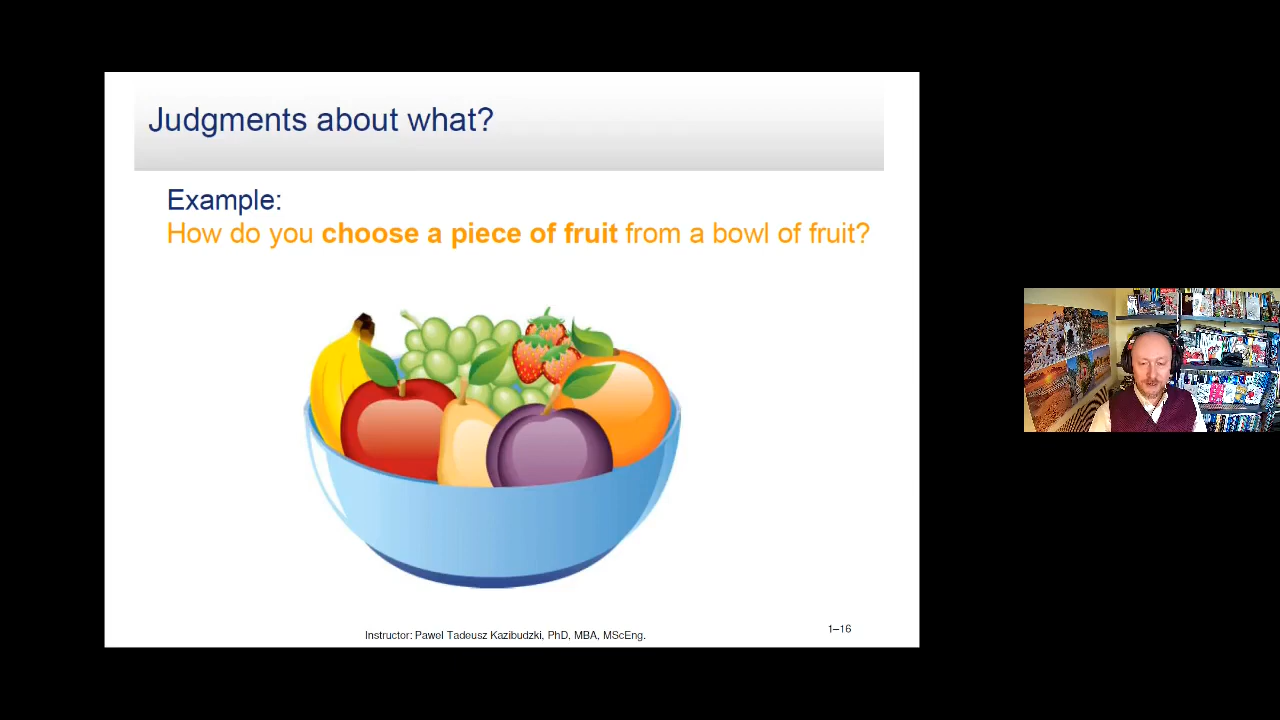 Judgments about what?
Example:
How do you choose a piece of fruit from a bowl of fruit?
Instructor: Pawel Tadeusz Kazibudzki, PhD, MBA, MScEng.
1–16